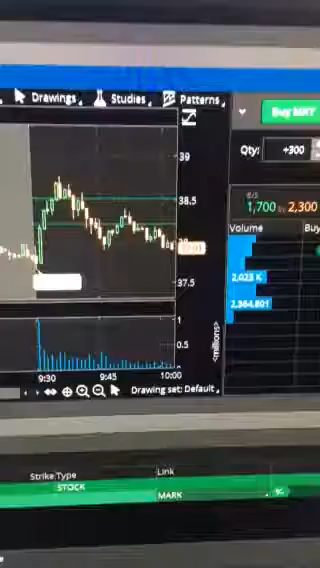 Drawings
Studies
Patterns
Buy MKT
Qty:
+300
39
38.5
37.5
1,700
2,300
Volume
Buy
2,023 K
2,364,801
1
0.5
<millions>
9:30
9:45
10:00
Drawing set: Default
Strike
Type
Link
STOCK
MARK